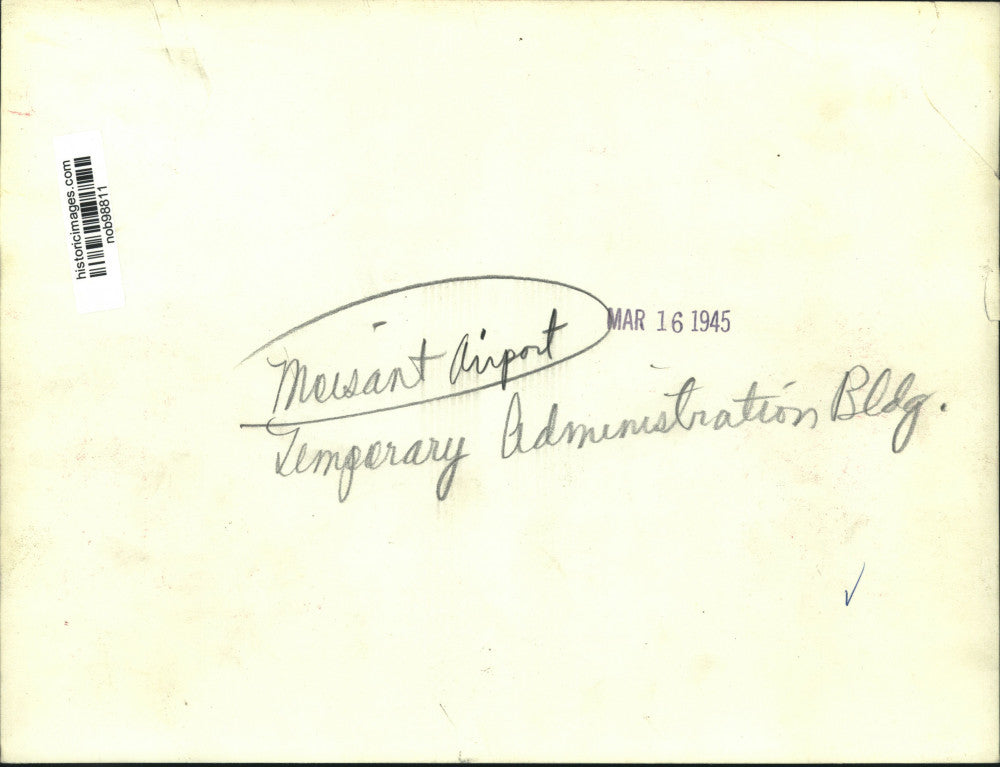 historicimages.com
nob98811
Moisant Airport
MAR 16 1945
Temporary Administration Bldg.